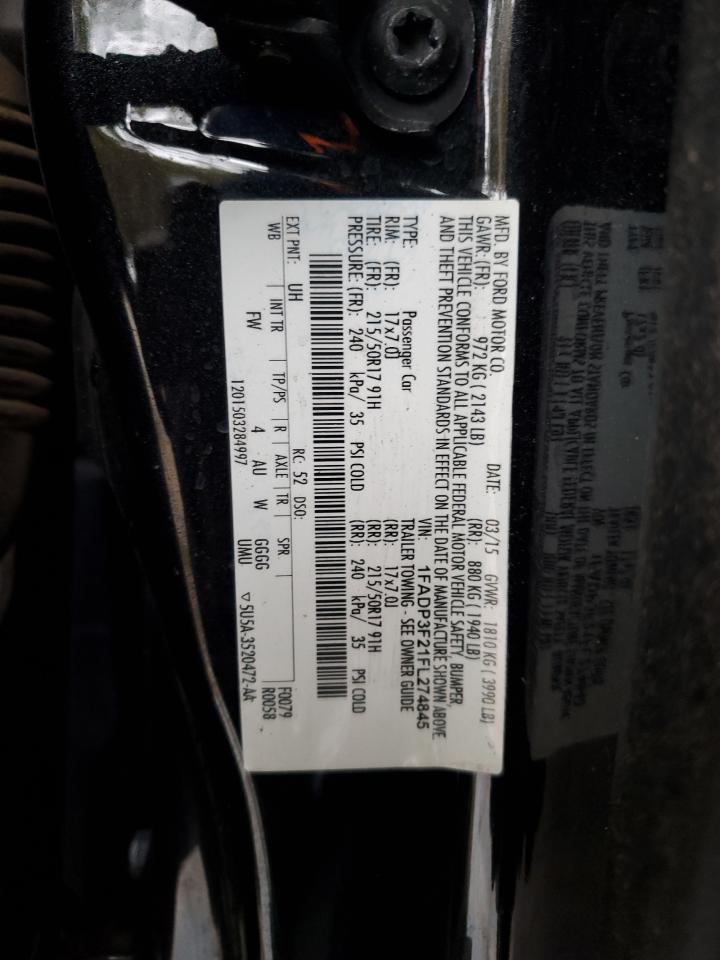 MFD. BY FORD MOTOR CO. DATE: 03/15 GVWR: 1810 KG ( 3990 LB)
GAWR: (FR): 972 KG ( 2143 LB) (RR): 880 KG ( 1940 LB)
THIS VEHICLE CONFORMS TO ALL APPLICABLE FEDERAL MOTOR VEHICLE SAFETY, BUMPER,
AND THEFT PREVENTION STANDARDS IN EFFECT ON THE DATE OF MANUFACTURE SHOWN ABOVE.
VIN: 1FADP3F21FL274845
TYPE: Passenger Car TRAILER TOWING - SEE OWNER GUIDE
RIM: (FR): 17x7.0J (RR): 17x7.0J
TIRE: (FR): 215/50R17 91H (RR): 215/50R17 91H
PRESSURE: (FR): 240 kPa/ 35 PSI COLD (RR): 240 kPa/ 35 PSI COLD
RC: 52 DSO: F0079
EXT PNT: UH R0058
WB INT TR TP/PS R AXLE TR SPR
FW 4 AU W GGGG
UMU
1201503284997 ▽ 5U5A-3520472-AA